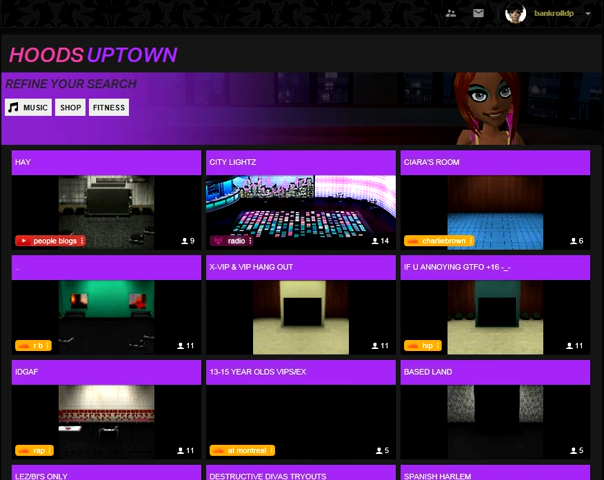 bankrolldp
HOODS UPTOWN
REFINE YOUR SEARCH
MUSIC SHOP FITNESS
HAY CITY LIGHTZ CIARA'S ROOM
people blogs 9 radio 14 charliebrown 6
.. X-VIP & VIP HANG OUT IF U ANNOYING GTFO +16 -_-
r b 11 11 hip 11
IDGAF 13-15 YEAR OLDS VIPS/EX BASED LAND
rap 11 at montreal 5 5
LEZ/BI'S ONLY DESTRUCTIVE DIVAS TRYOUTS SPANISH HARLEM